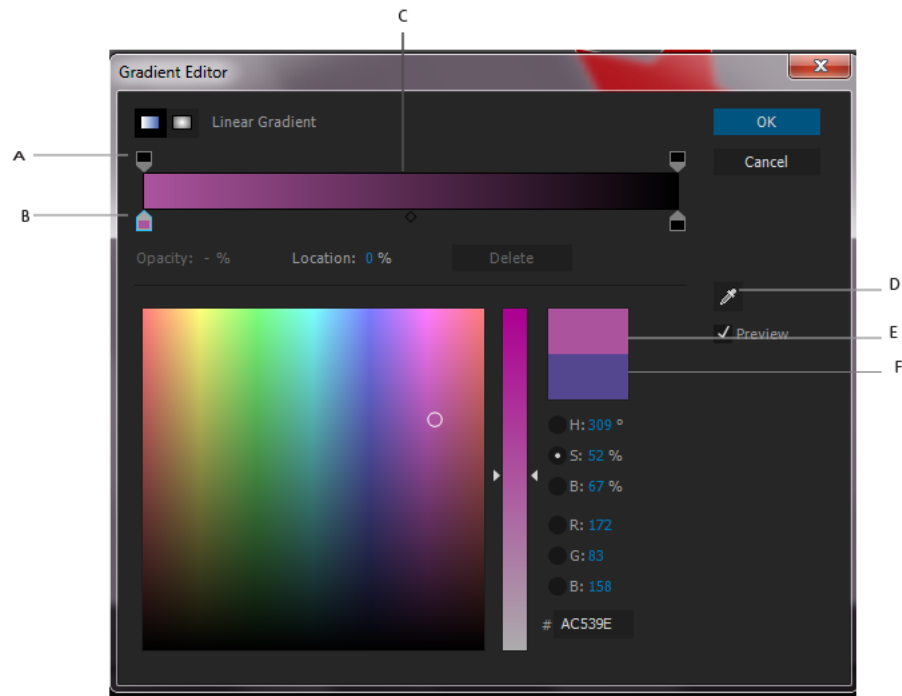 C
Gradient Editor
Linear Gradient
OK
A
Cancel
B
Opacity: - %
Location: 0 %
Delete
D
E
Preview
F
H: 309 °
S: 52 %
B: 67 %
R: 172
G: 83
B: 158
# AC539E